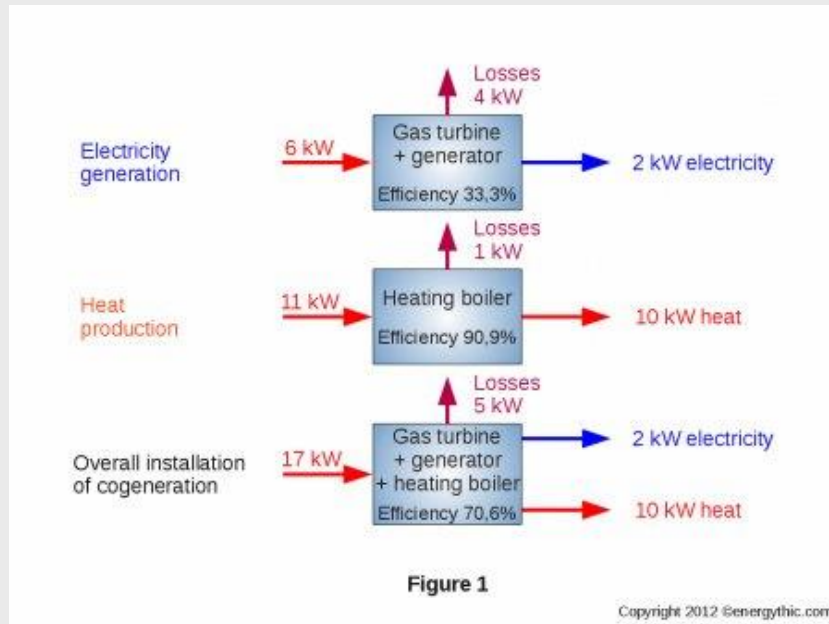 Losses
4 kW
Electricity
generation
6 kW
Gas turbine
+ generator
Efficiency 33,3%
2 kW electricity
Losses
1 kW
Heat
production
11 kW
Heating boiler
Efficiency 90,9%
10 kW heat
Losses
5 kW
Overall installation
of cogeneration
17 kW
Gas turbine
+ generator
+ heating boiler
Efficiency 70,6%
2 kW electricity
10 kW heat
Figure 1
Copyright 2012 ©energythic.com